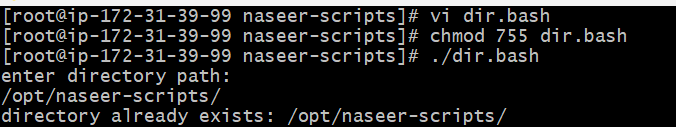 [root@ip-172-31-39-99 naseer-scripts]# vi dir.bash
[root@ip-172-31-39-99 naseer-scripts]# chmod 755 dir.bash
[root@ip-172-31-39-99 naseer-scripts]# ./dir.bash
enter directory path:
/opt/naseer-scripts/
directory already exists: /opt/naseer-scripts/